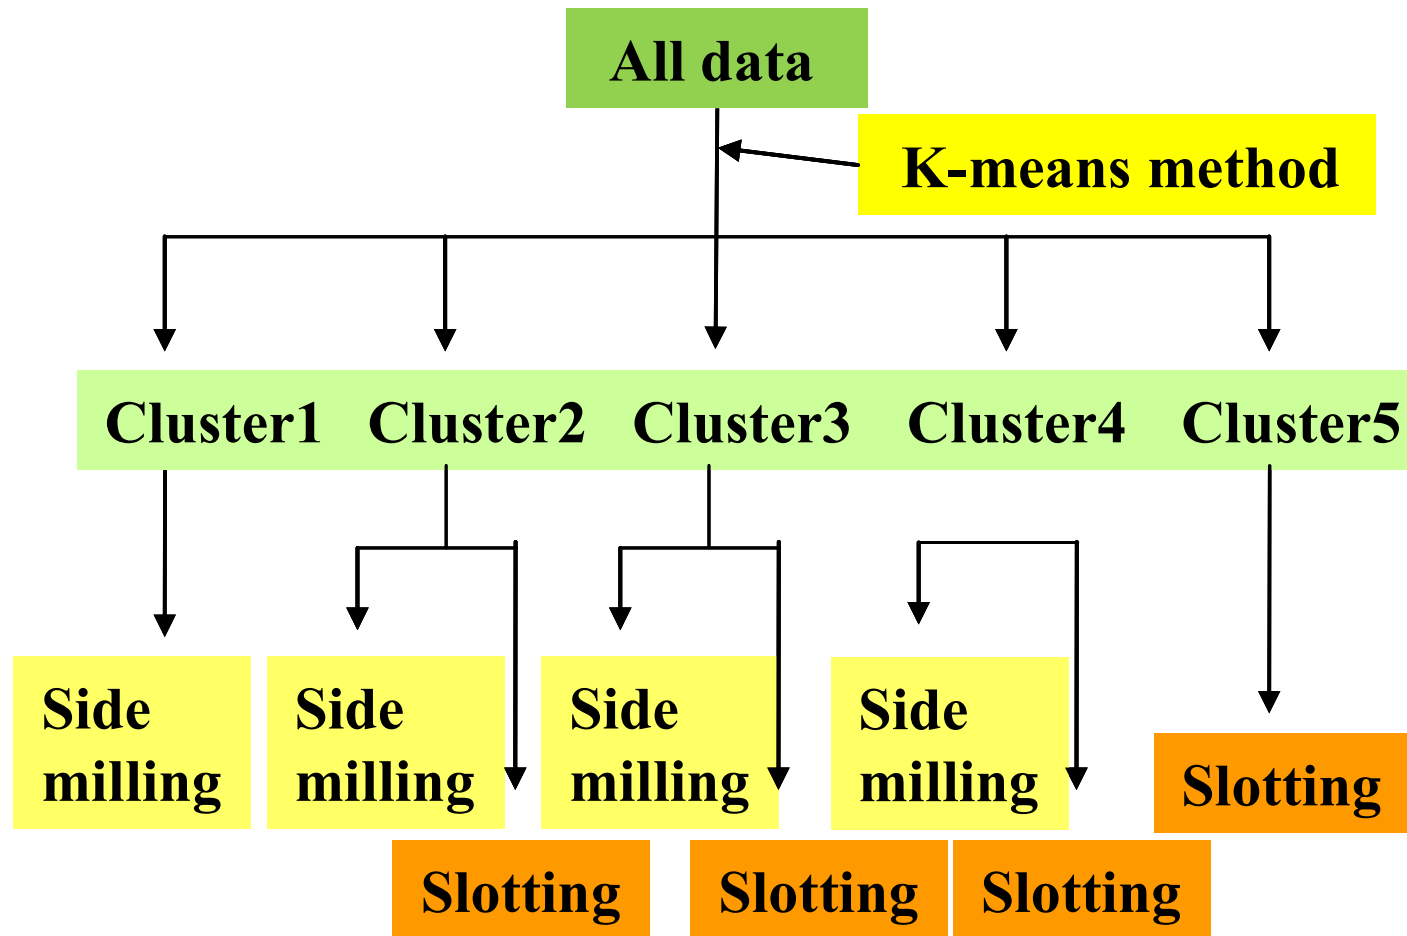 All data
K-means method
Cluster1 Cluster2 Cluster3 Cluster4 Cluster5
Side
milling
Side
milling
Side
milling
Side
milling
Slotting
Slotting
Slotting
Slotting